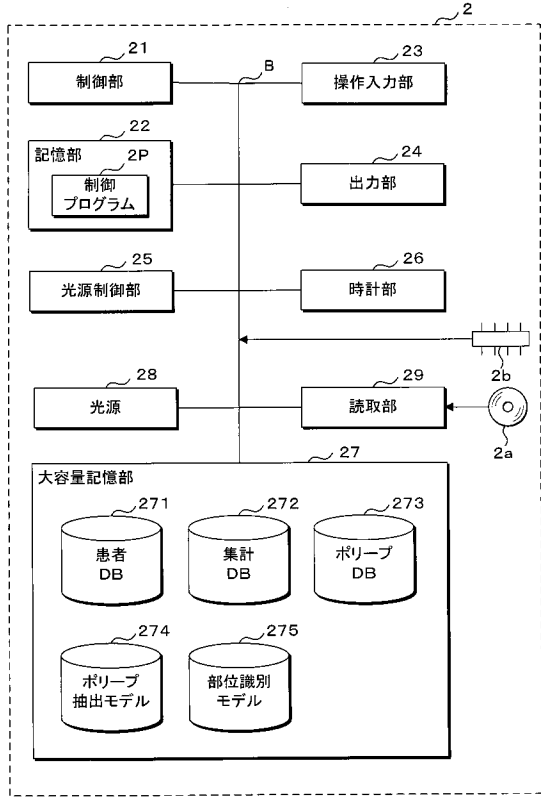 2
21
制御部
B
23
操作入力部
22
記憶部
2P
制御
プログラム
24
出力部
25
光源制御部
26
時計部
2b
28
光源
29
読取部
2a
27
大容量記憶部
271
患者
DB
272
集計
DB
273
ポリープ
DB
274
ポリープ
抽出モデル
275
部位識別
モデル